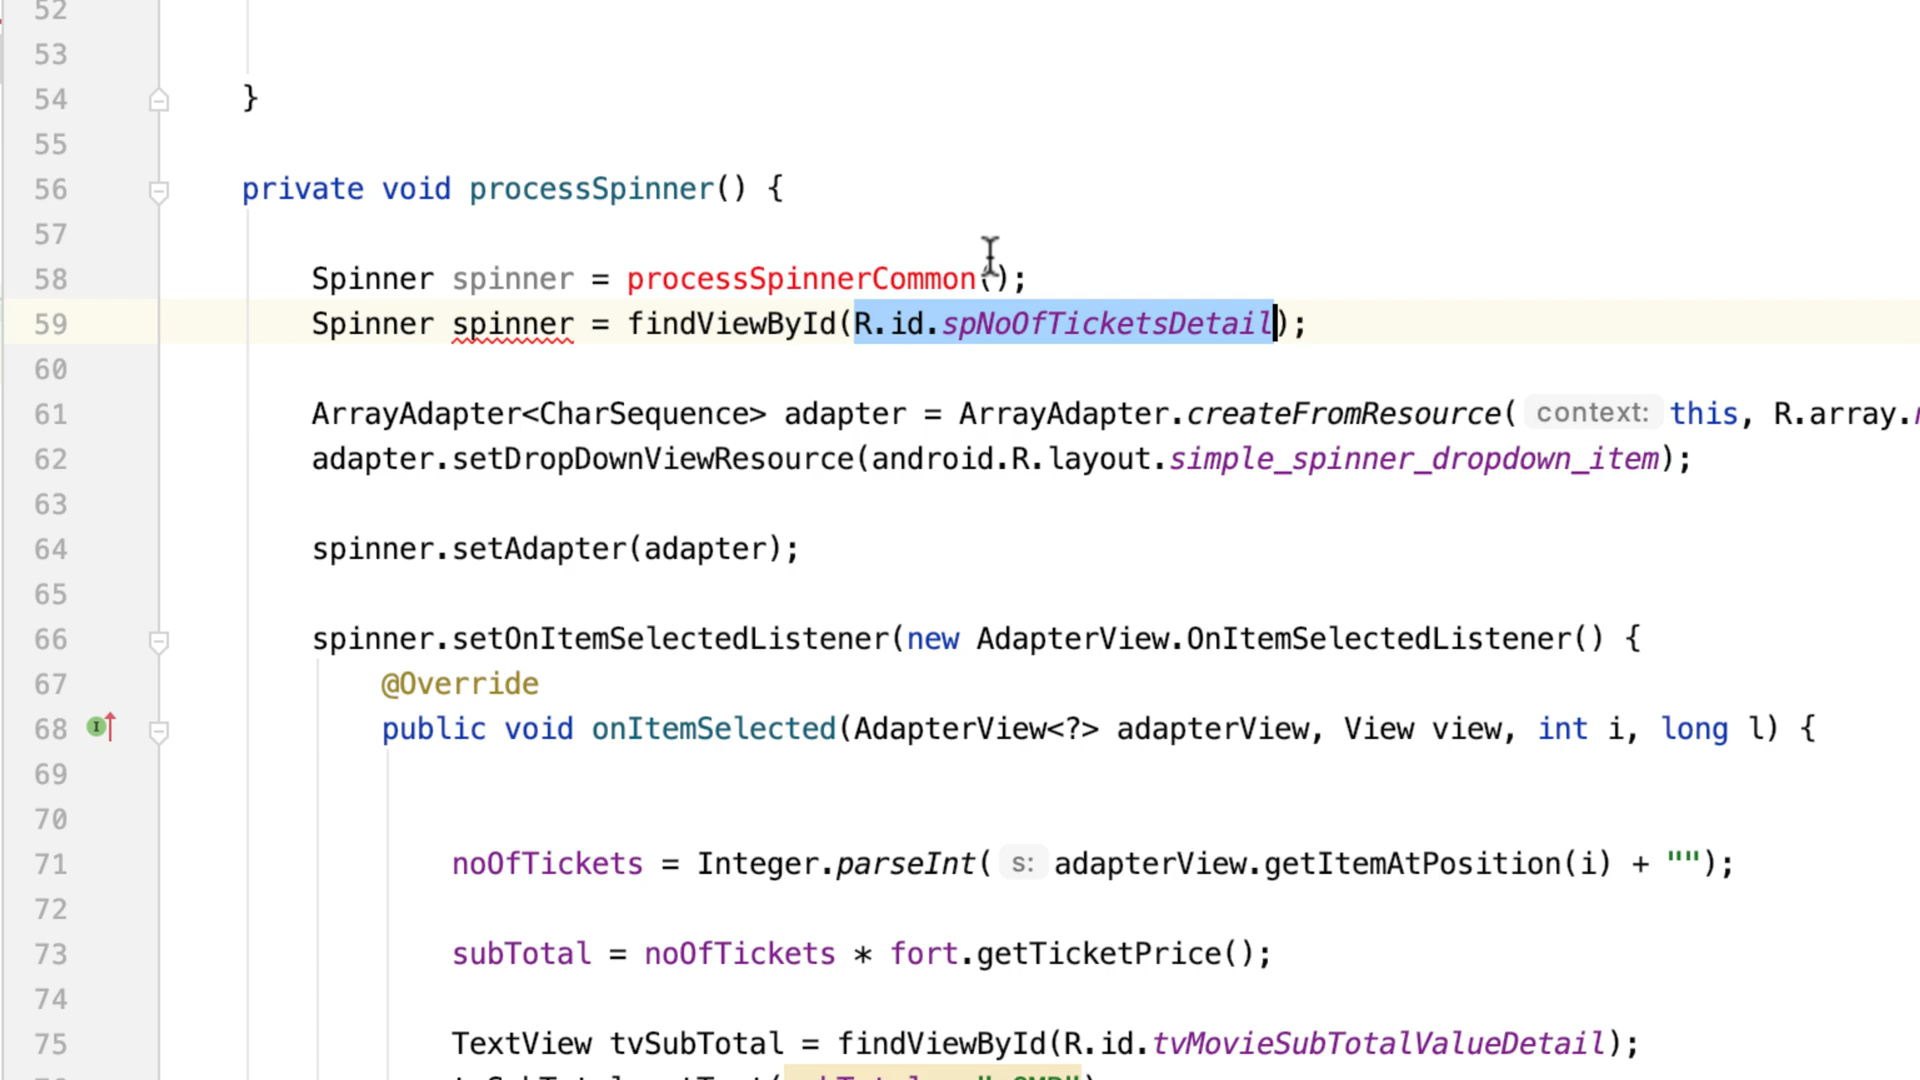 52
53
54 }
55
56 private void processSpinner() {
57
58 Spinner spinner = processSpinnerCommon();
59 Spinner spinner = findViewById(R.id.spNoOfTicketsDetail);
60
61 ArrayAdapter<CharSequence> adapter = ArrayAdapter.createFromResource( context: this, R.array.
62 adapter.setDropDownViewResource(android.R.layout.simple_spinner_dropdown_item);
63
64 spinner.setAdapter(adapter);
65
66 spinner.setOnItemSelectedListener(new AdapterView.OnItemSelectedListener() {
67 @Override
68 public void onItemSelected(AdapterView<?> adapterView, View view, int i, long l) {
69
70
71 noOfTickets = Integer.parseInt( s: adapterView.getItemAtPosition(i) + "");
72
73 subTotal = noOfTickets * fort.getTicketPrice();
74
75 TextView tvSubTotal = findViewById(R.id.tvMovieSubTotalValueDetail);